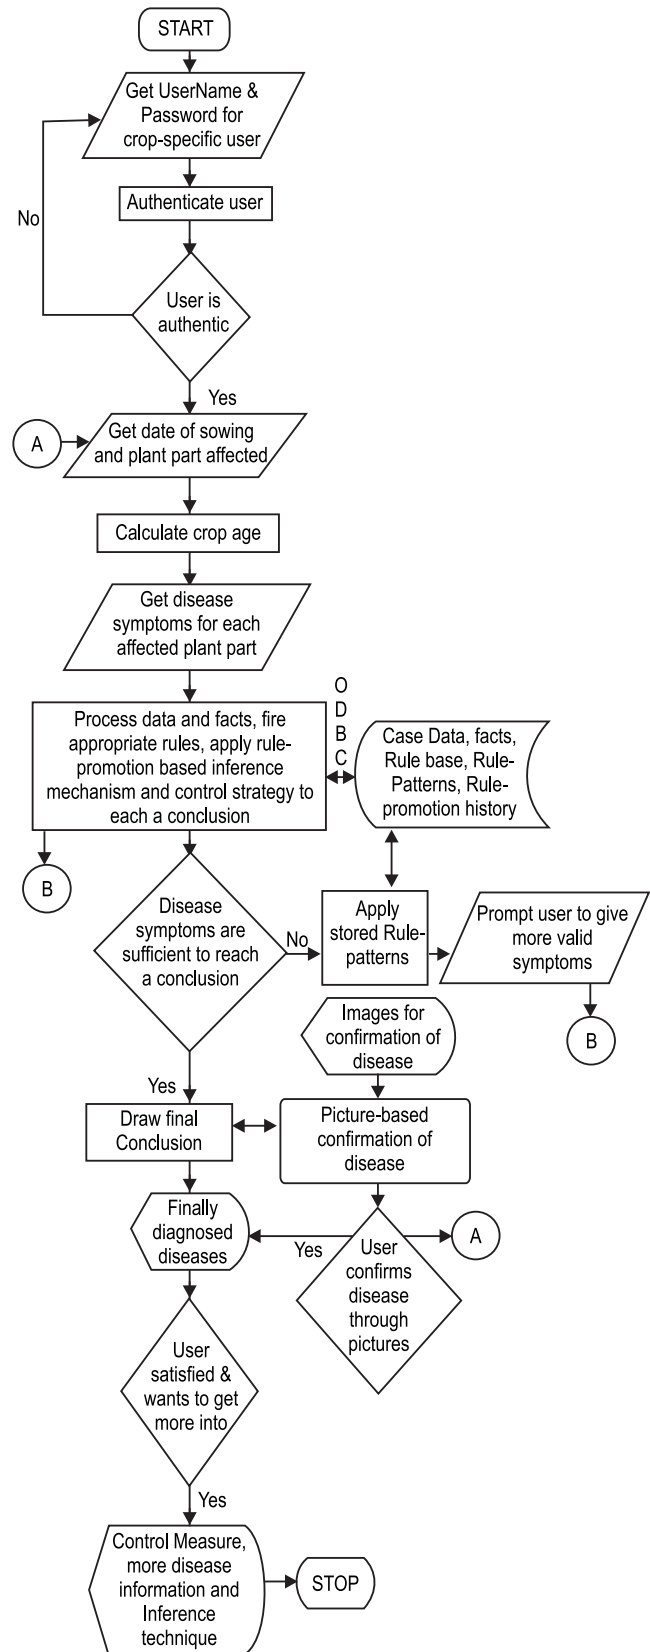 START
Get UserName &
Password for
crop-specific user
No
Authenticate user
User is
authentic
Yes
A
Get date of sowing
and plant part affected
Calculate crop age
Get disease
symptoms for each
affected plant part
O
D
B
C
Process data and facts, fire
appropriate rules, apply rule-
promotion based inference
mechanism and control strategy to
each a conclusion
Case Data, facts,
Rule base, Rule-
Patterns, Rule-
promotion history
B
Disease
symptoms are
sufficient to reach
a conclusion
No
Apply
stored Rule-
patterns
Prompt user to give
more valid
symptoms
B
Images for
confirmation of
disease
Yes
Draw final
Conclusion
Picture-based
confirmation of
disease
Finally
diagnosed
diseases
Yes
User
confirms
disease
through
pictures
A
User
satisfied &
wants to get
more into
Yes
Control Measure,
more disease
information and
Inference
technique
STOP